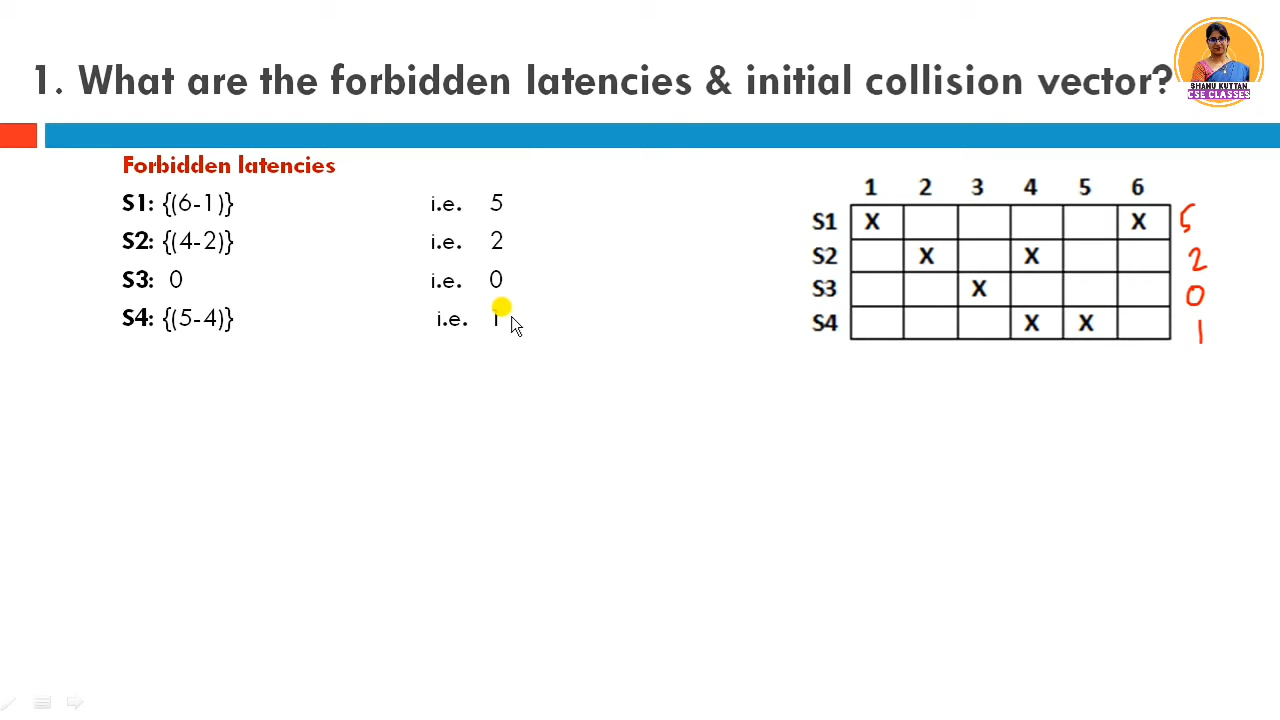 1. What are the forbidden latencies & initial collision vector?
SHANU KUTTAN
CSE CLASSES
Forbidden latencies
S1: {(6-1)} i.e. 5
S2: {(4-2)} i.e. 2
S3: 0 i.e. 0
S4: {(5-4)} i.e. 1
1 2 3 4 5 6
S1 X X 5
S2 X X 2
S3 X 0
S4 X X 1